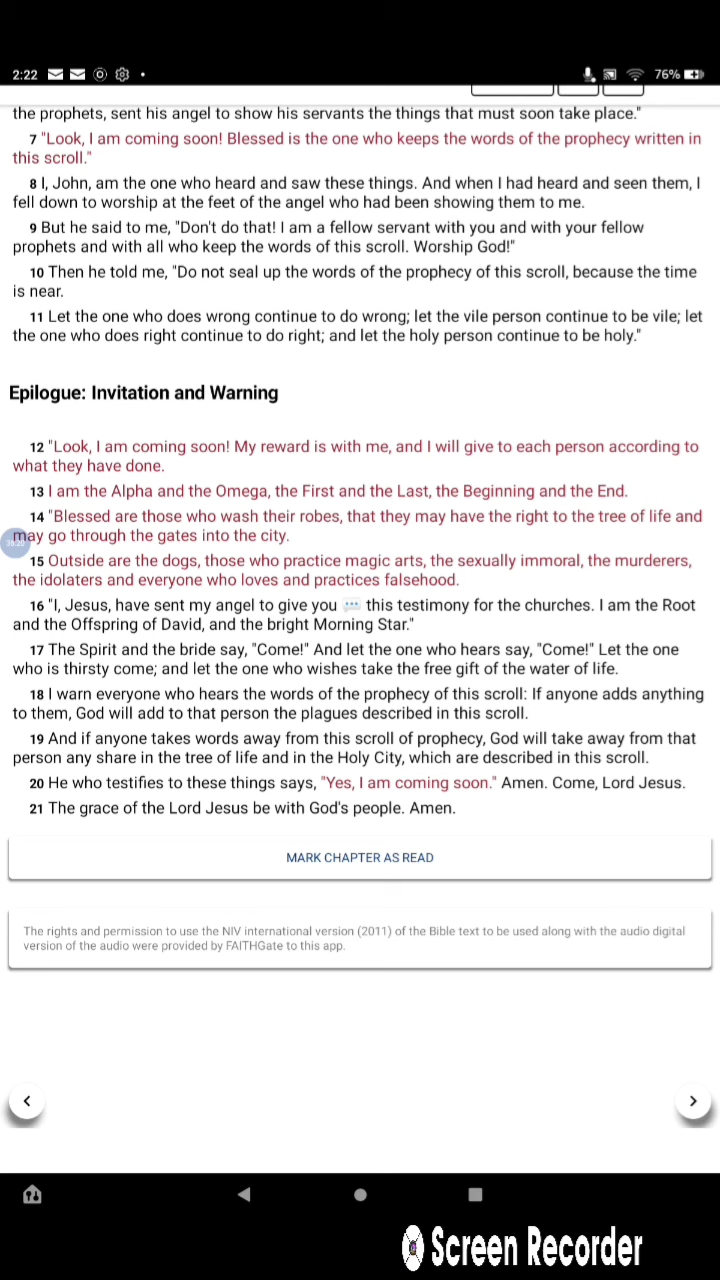 2:22
76%
the prophets, sent his angel to show his servants the things that must soon take place."
7 "Look, I am coming soon! Blessed is the one who keeps the words of the prophecy written in
this scroll."
8 I, John, am the one who heard and saw these things. And when I had heard and seen them, I
fell down to worship at the feet of the angel who had been showing them to me.
9 But he said to me, "Don't do that! I am a fellow servant with you and with your fellow
prophets and with all who keep the words of this scroll. Worship God!"
10 Then he told me, "Do not seal up the words of the prophecy of this scroll, because the time
is near.
11 Let the one who does wrong continue to do wrong; let the vile person continue to be vile; let
the one who does right continue to do right; and let the holy person continue to be holy."
Epilogue: Invitation and Warning
12 "Look, I am coming soon! My reward is with me, and I will give to each person according to
what they have done.
13 I am the Alpha and the Omega, the First and the Last, the Beginning and the End.
14 "Blessed are those who wash their robes, that they may have the right to the tree of life and
may go through the gates into the city.
15 Outside are the dogs, those who practice magic arts, the sexually immoral, the murderers,
the idolaters and everyone who loves and practices falsehood.
16 "I, Jesus, have sent my angel to give you this testimony for the churches. I am the Root
and the Offspring of David, and the bright Morning Star."
17 The Spirit and the bride say, "Come!" And let the one who hears say, "Come!" Let the one
who is thirsty come; and let the one who wishes take the free gift of the water of life.
18 I warn everyone who hears the words of the prophecy of this scroll: If anyone adds anything
to them, God will add to that person the plagues described in this scroll.
19 And if anyone takes words away from this scroll of prophecy, God will take away from that
person any share in the tree of life and in the Holy City, which are described in this scroll.
20 He who testifies to these things says, "Yes, I am coming soon." Amen. Come, Lord Jesus.
21 The grace of the Lord Jesus be with God's people. Amen.
MARK CHAPTER AS READ
The rights and permission to use the NIV international version (2011) of the Bible text to be used along with the audio digital
version of the audio were provided by FAITHGate to this app.
Screen Recorder